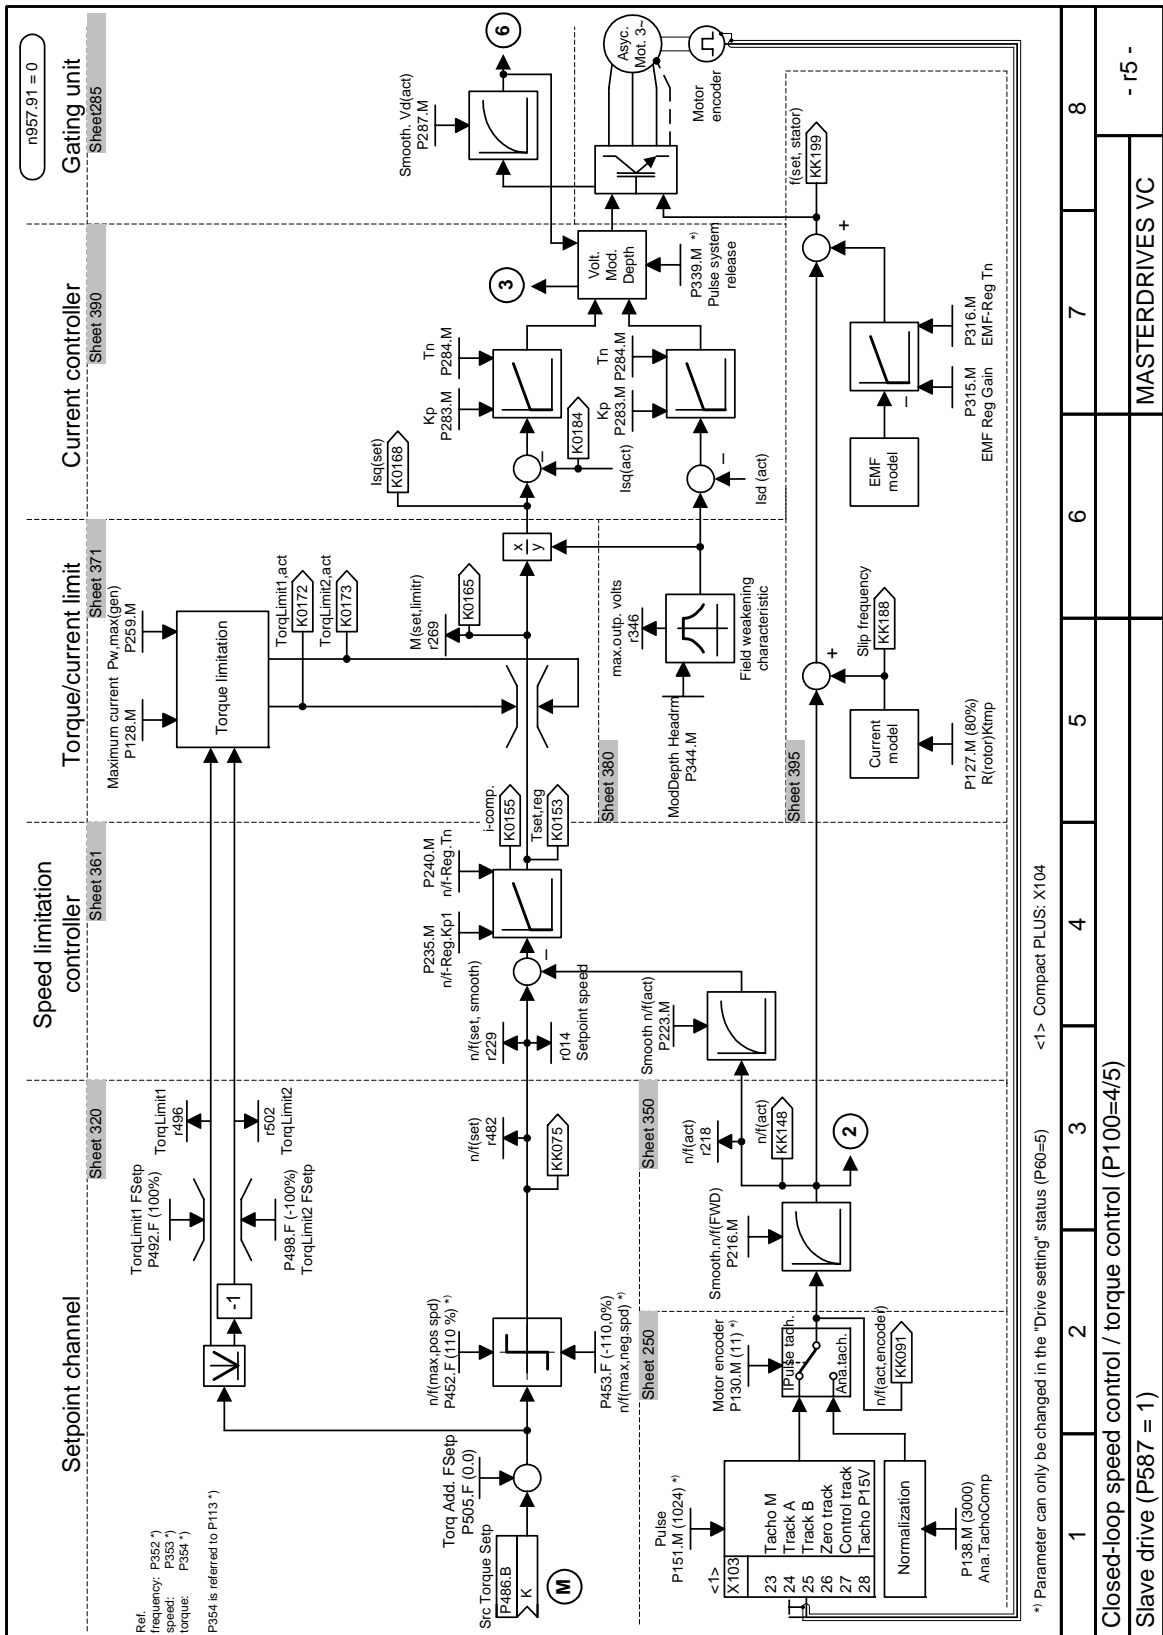 n957.91 = 0
Setpoint channel
Speed limitation
controller
Torque/current limit
Current controller
Gating unit
Sheet 320
Sheet 361
Sheet 371
Sheet 390
Sheet285
Ref.
frequency: P352 *)
speed: P353 *)
torque: P354 *)
P354 is referred to P113 *)
TorqLimit1 FSetp
P492.F (100%)
TorqLimit1
r496
-1
P498.F (-100%)
TorqLimit2 FSetp
r502
TorqLimit2
Maximum current
P128.M
Pw,max(gen)
P259.M
Torque limitation
TorqLimit1,act
K0172
TorqLimit2,act
K0173
Smooth. Vd(act)
P287.M
6
Src Torque Setp
P486.B
K
M
Torq Add. FSetp
P505.F (0.0)
n/f(max,pos spd)
P452.F (110 %) *)
P453.F (-110,0%)
n/f(max,neg.spd) *)
n/f(set)
r482
KK075
n/f(set, smooth)
r229
r014
Setpoint speed
P235.M
n/f-Reg.Kp1
P240.M
n/f-Reg.Tn
–
i-comp.
K0155
Tset,reg
K0153
M(set,limitr)
r269
K0165
x
y
Isq(set)
K0168
–
K0184
Isq(act)
Kp
P283.M
Tn
P284.M
3
Volt.
Mod.
Depth
P339.M *)
Pulse system
release
Asyc.
Mot. 3~
Motor
encoder
Kp
P283.M
Tn
P284.M
–
Isd (act)
Sheet 380
max.outp. volts
r346
ModDepth Headrm
P344.M
Field weakening
characteristic
Sheet 250
Sheet 350
Sheet 395
Smooth n/f(act)
P223.M
n/f(act)
r218
n/f(act)
KK148
2
Smooth.n/f(FWD)
P216.M
Motor encoder
P130.M (11) *)
IPulse tach.
Ana.tach.
n/f(act,encoder)
KK091
Pulse
P151.M (1024) *)
<1>
X103
23 Tacho M
24 Track A
25 Track B
26 Zero track
27 Control track
28 Tacho P15V
Normalization
P138.M (3000)
Ana.TachoComp
+
Slip frequency
KK188
Current
model
P127.M (80%)
R(rotor)Ktmp
EMF
model
–
P315.M
EMF Reg Gain
P316.M
EMF-Reg Tn
+
f(set, stator)
KK199
*) Parameter can only be changed in the "Drive setting" status (P60=5)
<1> Compact PLUS: X104
1 2 3 4 5 6 7 8
Closed-loop speed control / torque control (P100=4/5)
- r5 -
Slave drive (P587 = 1)
MASTERDRIVES VC